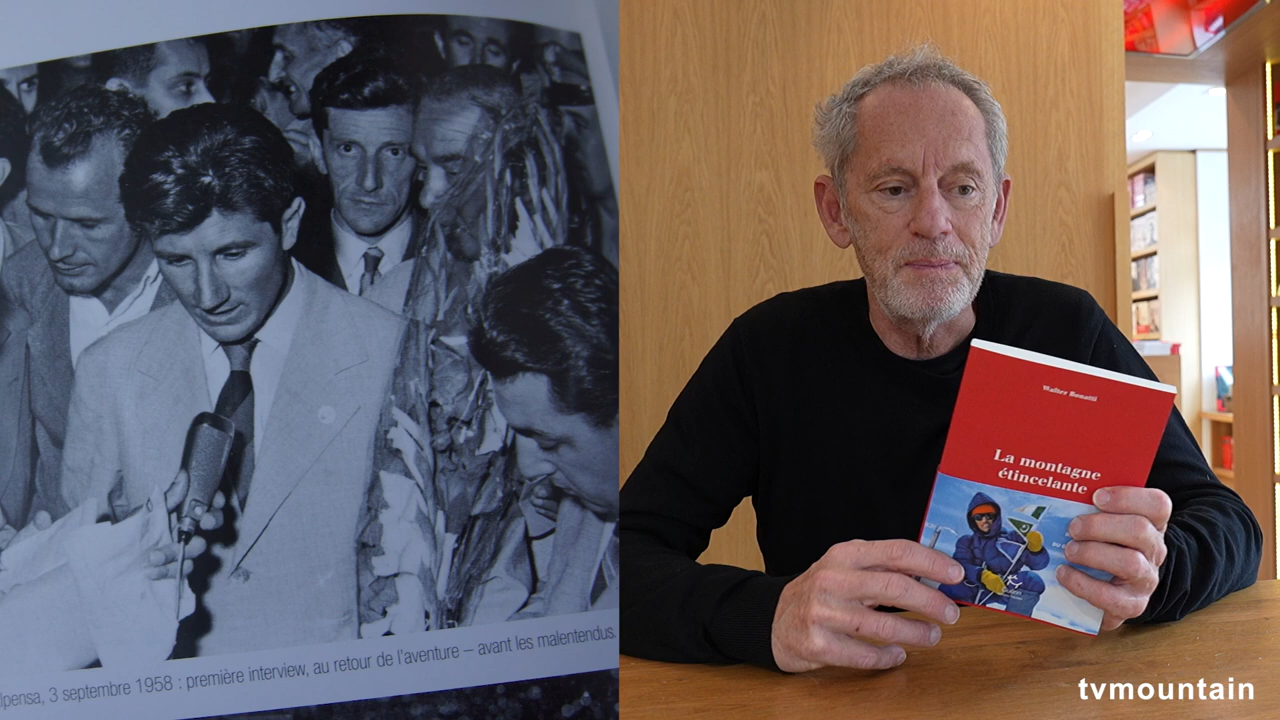 lpensa, 3 septembre 1958 : première interview, au retour de l'aventure – avant les malentendus.
Walter Bonatti
La montagne
étincelante
tvmountain